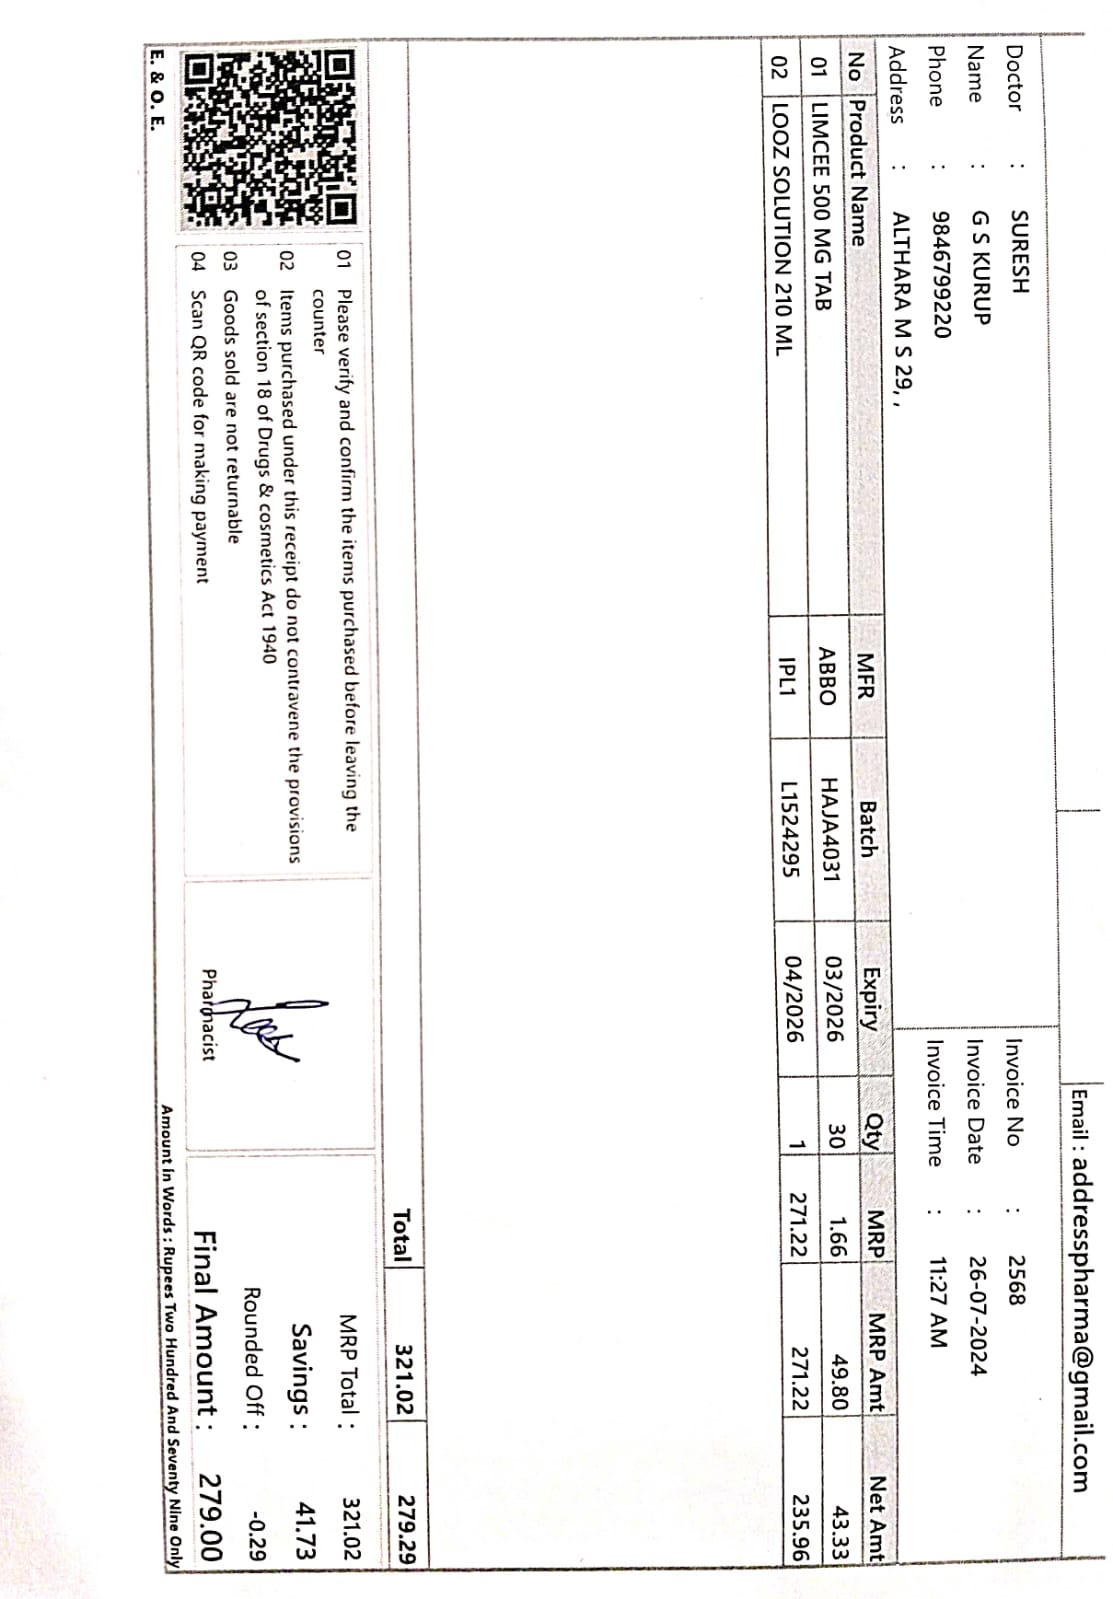 Email : addresspharma@gmail.com
Doctor : SURESH
Name : G S KURUP
Phone : 9846799220
Address : ALTHARA M S 29, ,
Invoice No : 2568
Invoice Date : 26-07-2024
Invoice Time : 11:27 AM
No Product Name MFR Batch Expiry Qty MRP MRP Amt Net Amt
01 LIMCEE 500 MG TAB ABBO HAJA4031 03/2026 30 1.66 49.80 43.33
02 LOOZ SOLUTION 210 ML IPL1 L1524295 04/2026 1 271.22 271.22 235.96
Total 321.02 279.29
01 Please verify and confirm the items purchased before leaving the
counter
02 Items purchased under this receipt do not contravene the provisions
of section 18 of Drugs & cosmetics Act 1940
03 Goods sold are not returnable
04 Scan QR code for making payment
Pharmacist
MRP Total : 321.02
Savings : 41.73
Rounded Off : -0.29
Final Amount : 279.00
E. & O. E.
Amount in Words : Rupees Two Hundred And Seventy Nine Only